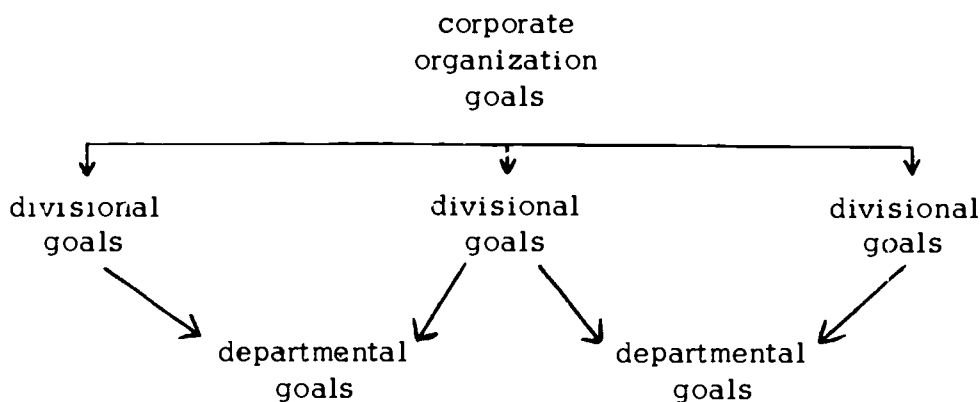 corporate
organization
goals
divisional
goals
divisional
goals
divisional
goals
departmental
goals
departmental
goals